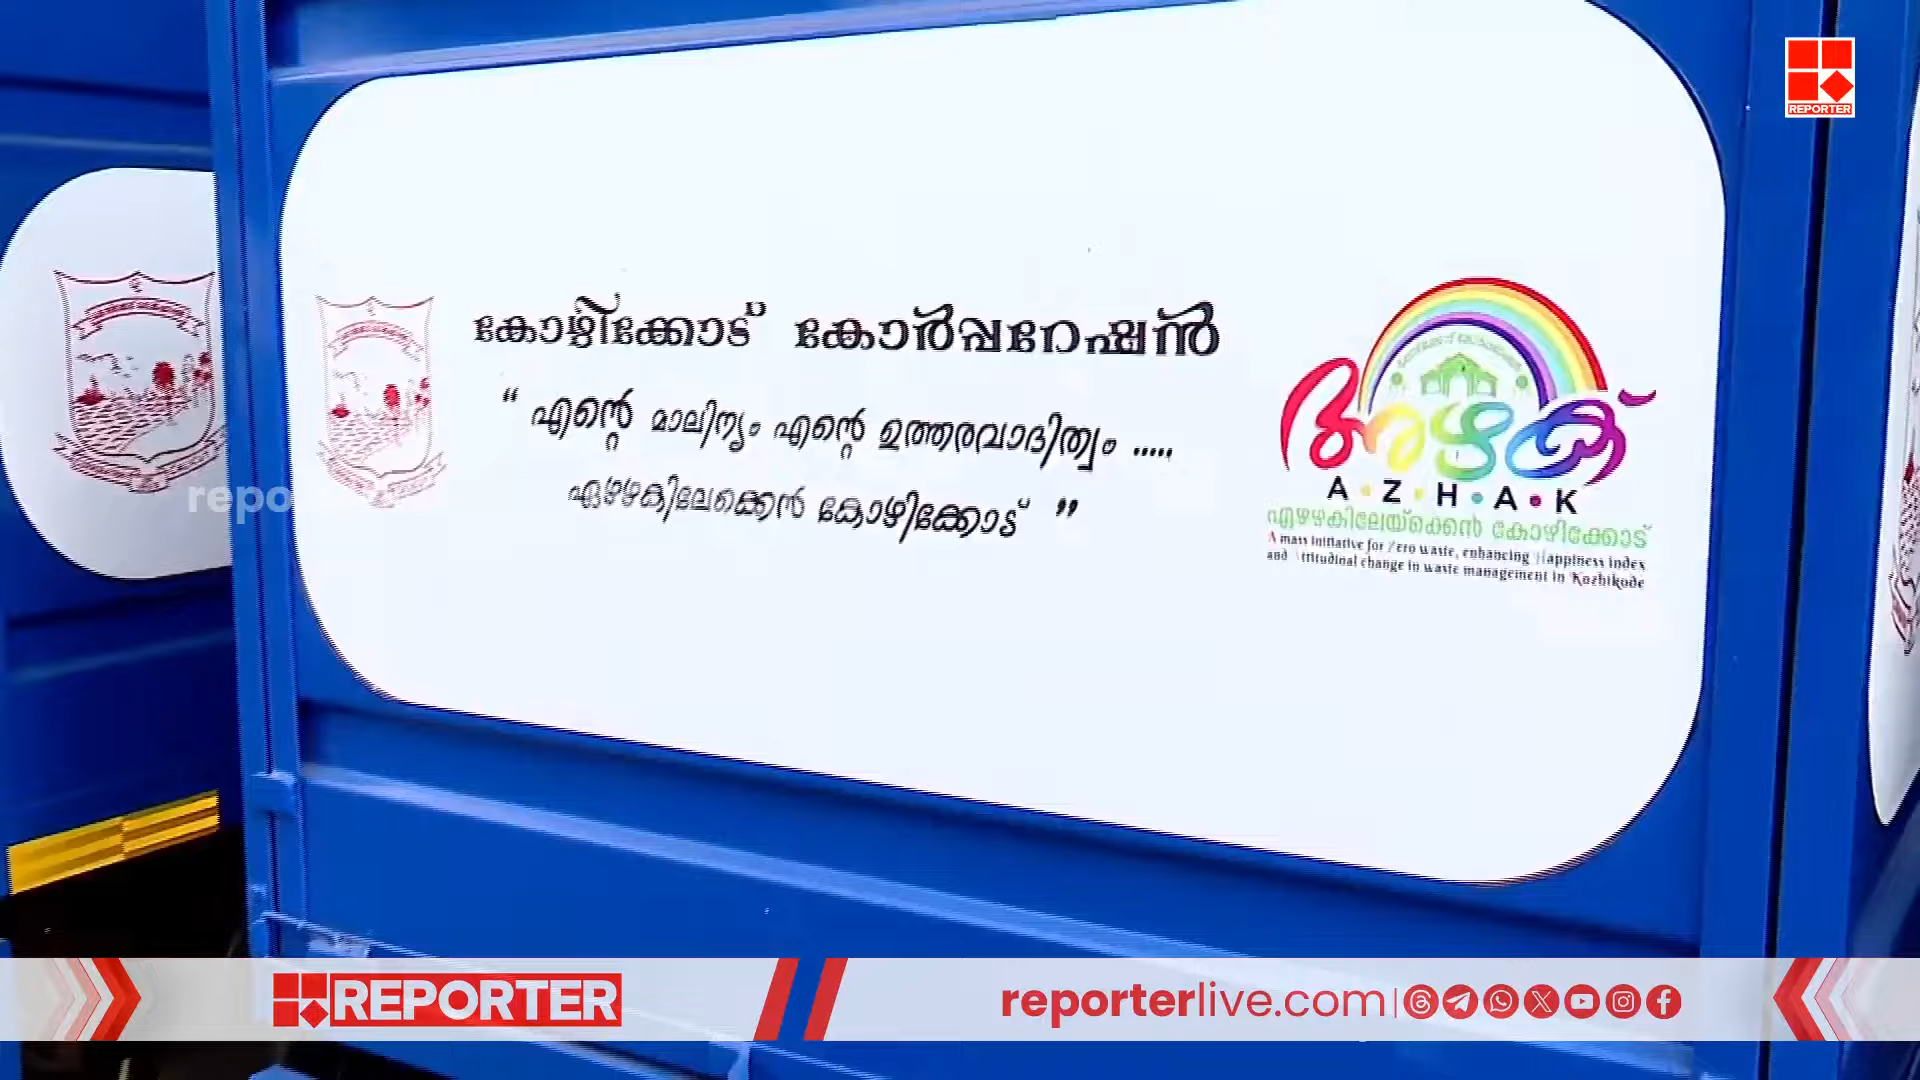 REPORTER
കോഴിക്കോട് കോർപ്പറേഷൻ
“ എന്റെ മാലിന്യം എന്റെ ഉത്തരവാദിത്വം .....
ഏഴഴകിലേക്കെൻ കോഴിക്കോട് ”
അഴക്
A•Z•H•A•K
ഏഴഴകിലേയ്ക്കെൻ കോഴിക്കോട്
A mass initiative for Zero waste, enhancing Happiness index
and Attitudinal change in waste management in Kozhikode
repo
REPORTER
reporterlive.com